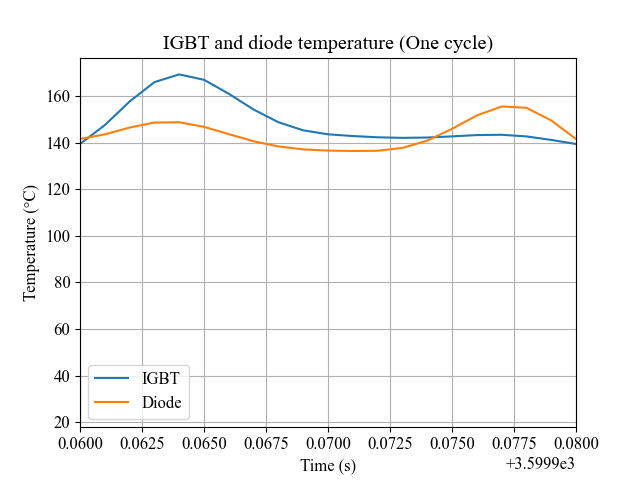 IGBT and diode temperature (One cycle)
Temperature (°C)
160
140
120
100
80
60
40
20
IGBT
Diode
0.0600 0.0625 0.0650 0.0675 0.0700 0.0725 0.0750 0.0775 0.0800
Time (s)
+3.5999e3